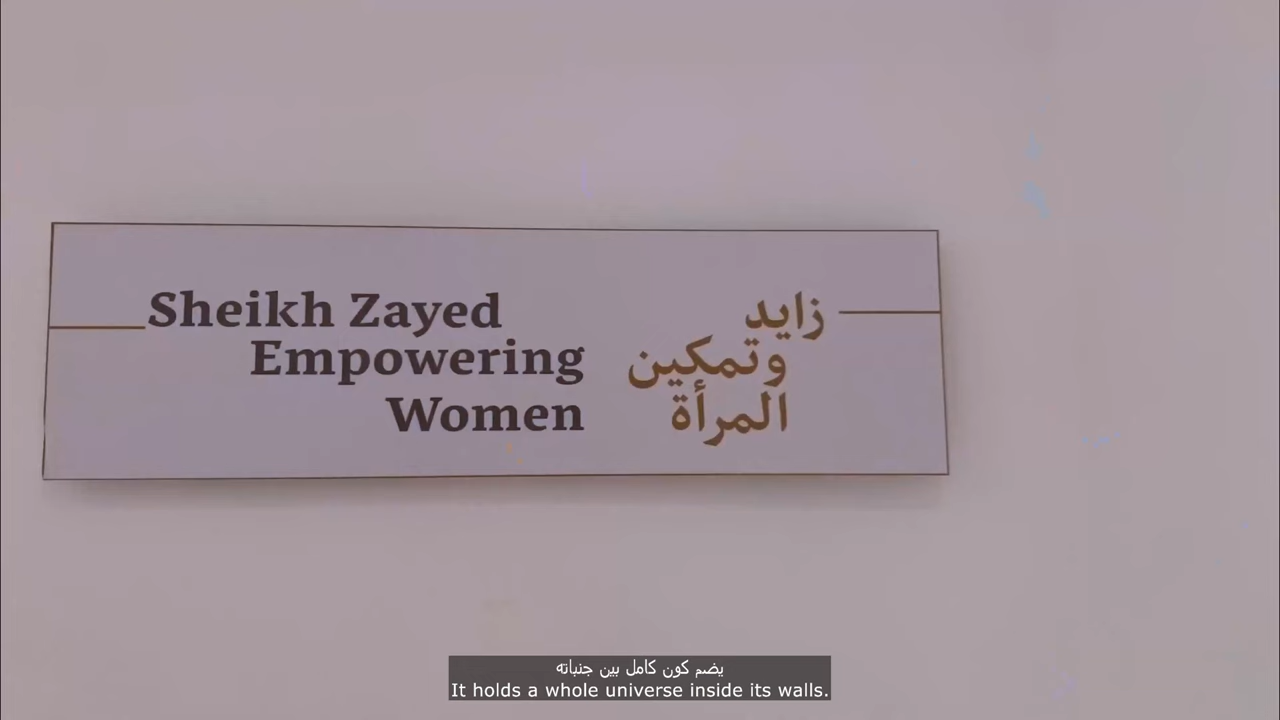 Sheikh Zayed
Empowering
Women
زايد
وتمكين
المرأة
يضم كون كامل بين جنباته
It holds a whole universe inside its walls.